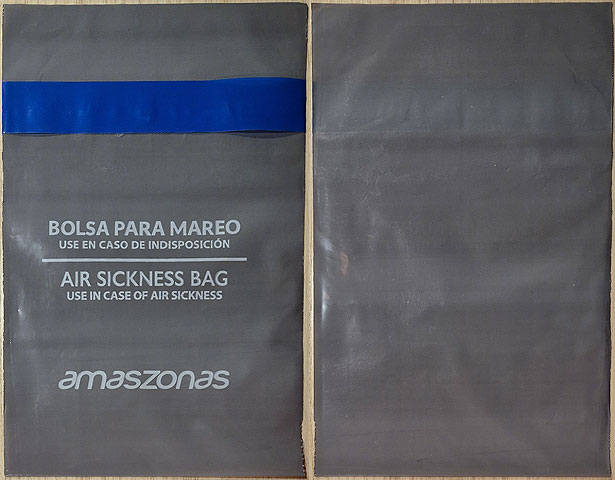 BOLSA PARA MAREO
USE EN CASO DE INDISPOSICIÓN
AIR SICKNESS BAG
USE IN CASE OF AIR SICKNESS
amaszonas